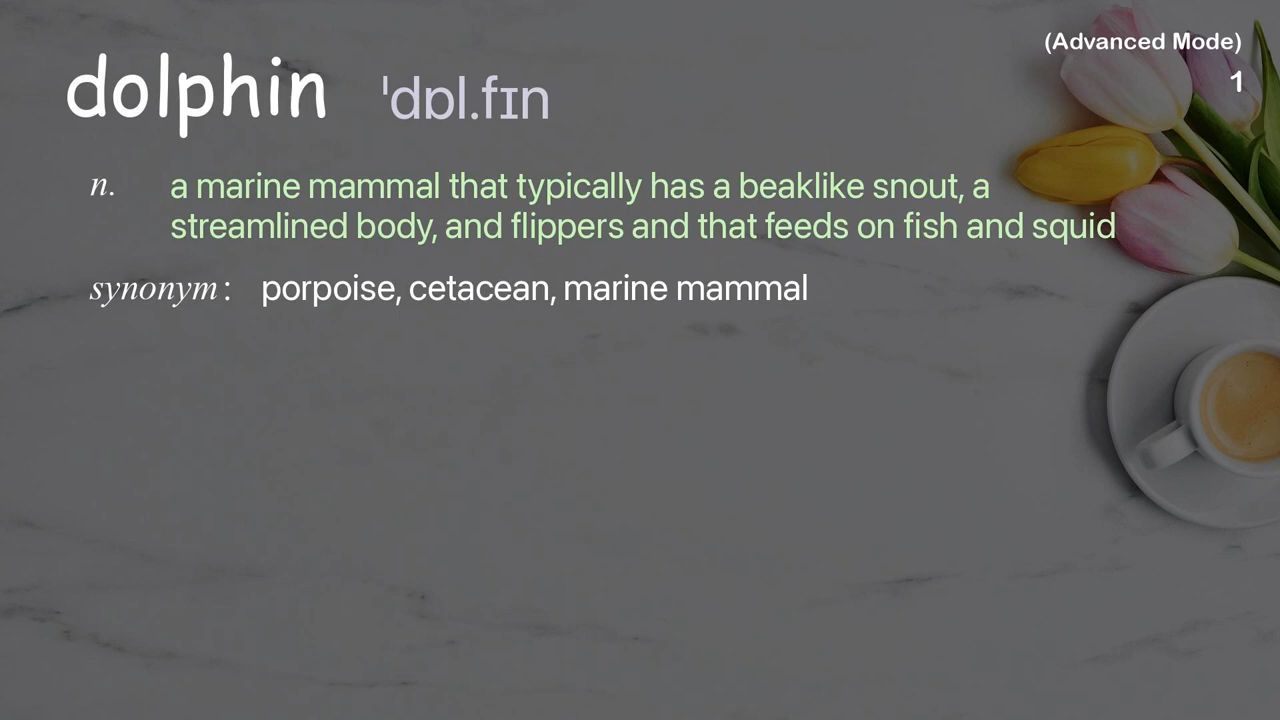 (Advanced Mode)
dolphin ˈdɒl.fɪn
1
n. a marine mammal that typically has a beaklike snout, a
streamlined body, and flippers and that feeds on fish and squid
synonym: porpoise, cetacean, marine mammal